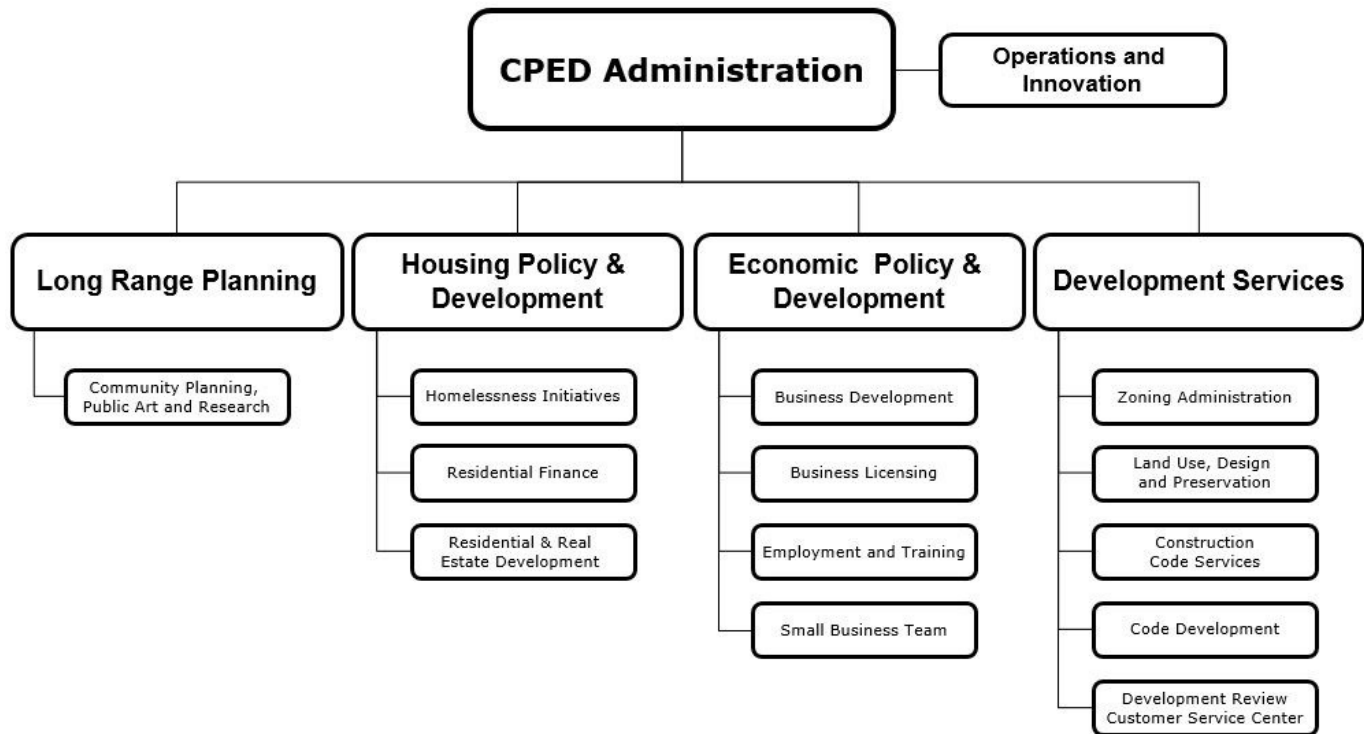 CPED Administration
Operations and
Innovation
Long Range Planning
Housing Policy &
Development
Economic Policy &
Development
Development Services
Community Planning,
Public Art and Research
Homelessness Initiatives
Residential Finance
Residential & Real
Estate Development
Business Development
Business Licensing
Employment and Training
Small Business Team
Zoning Administration
Land Use, Design
and Preservation
Construction
Code Services
Code Development
Development Review
Customer Service Center